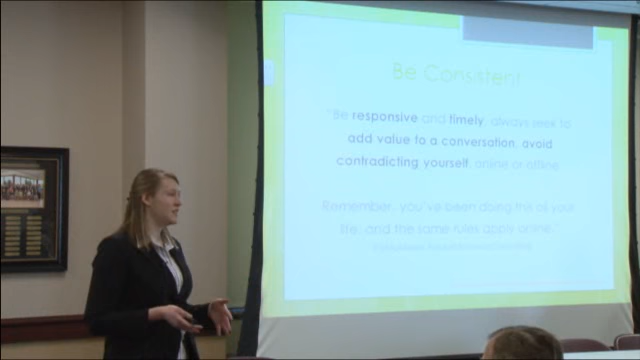 Be Consistent
"Be responsive and timely, always seek to
add value to a conversation, avoid
contradicting yourself, online or offline.
Remember, you've been doing this all your
life, and the same rules apply online."